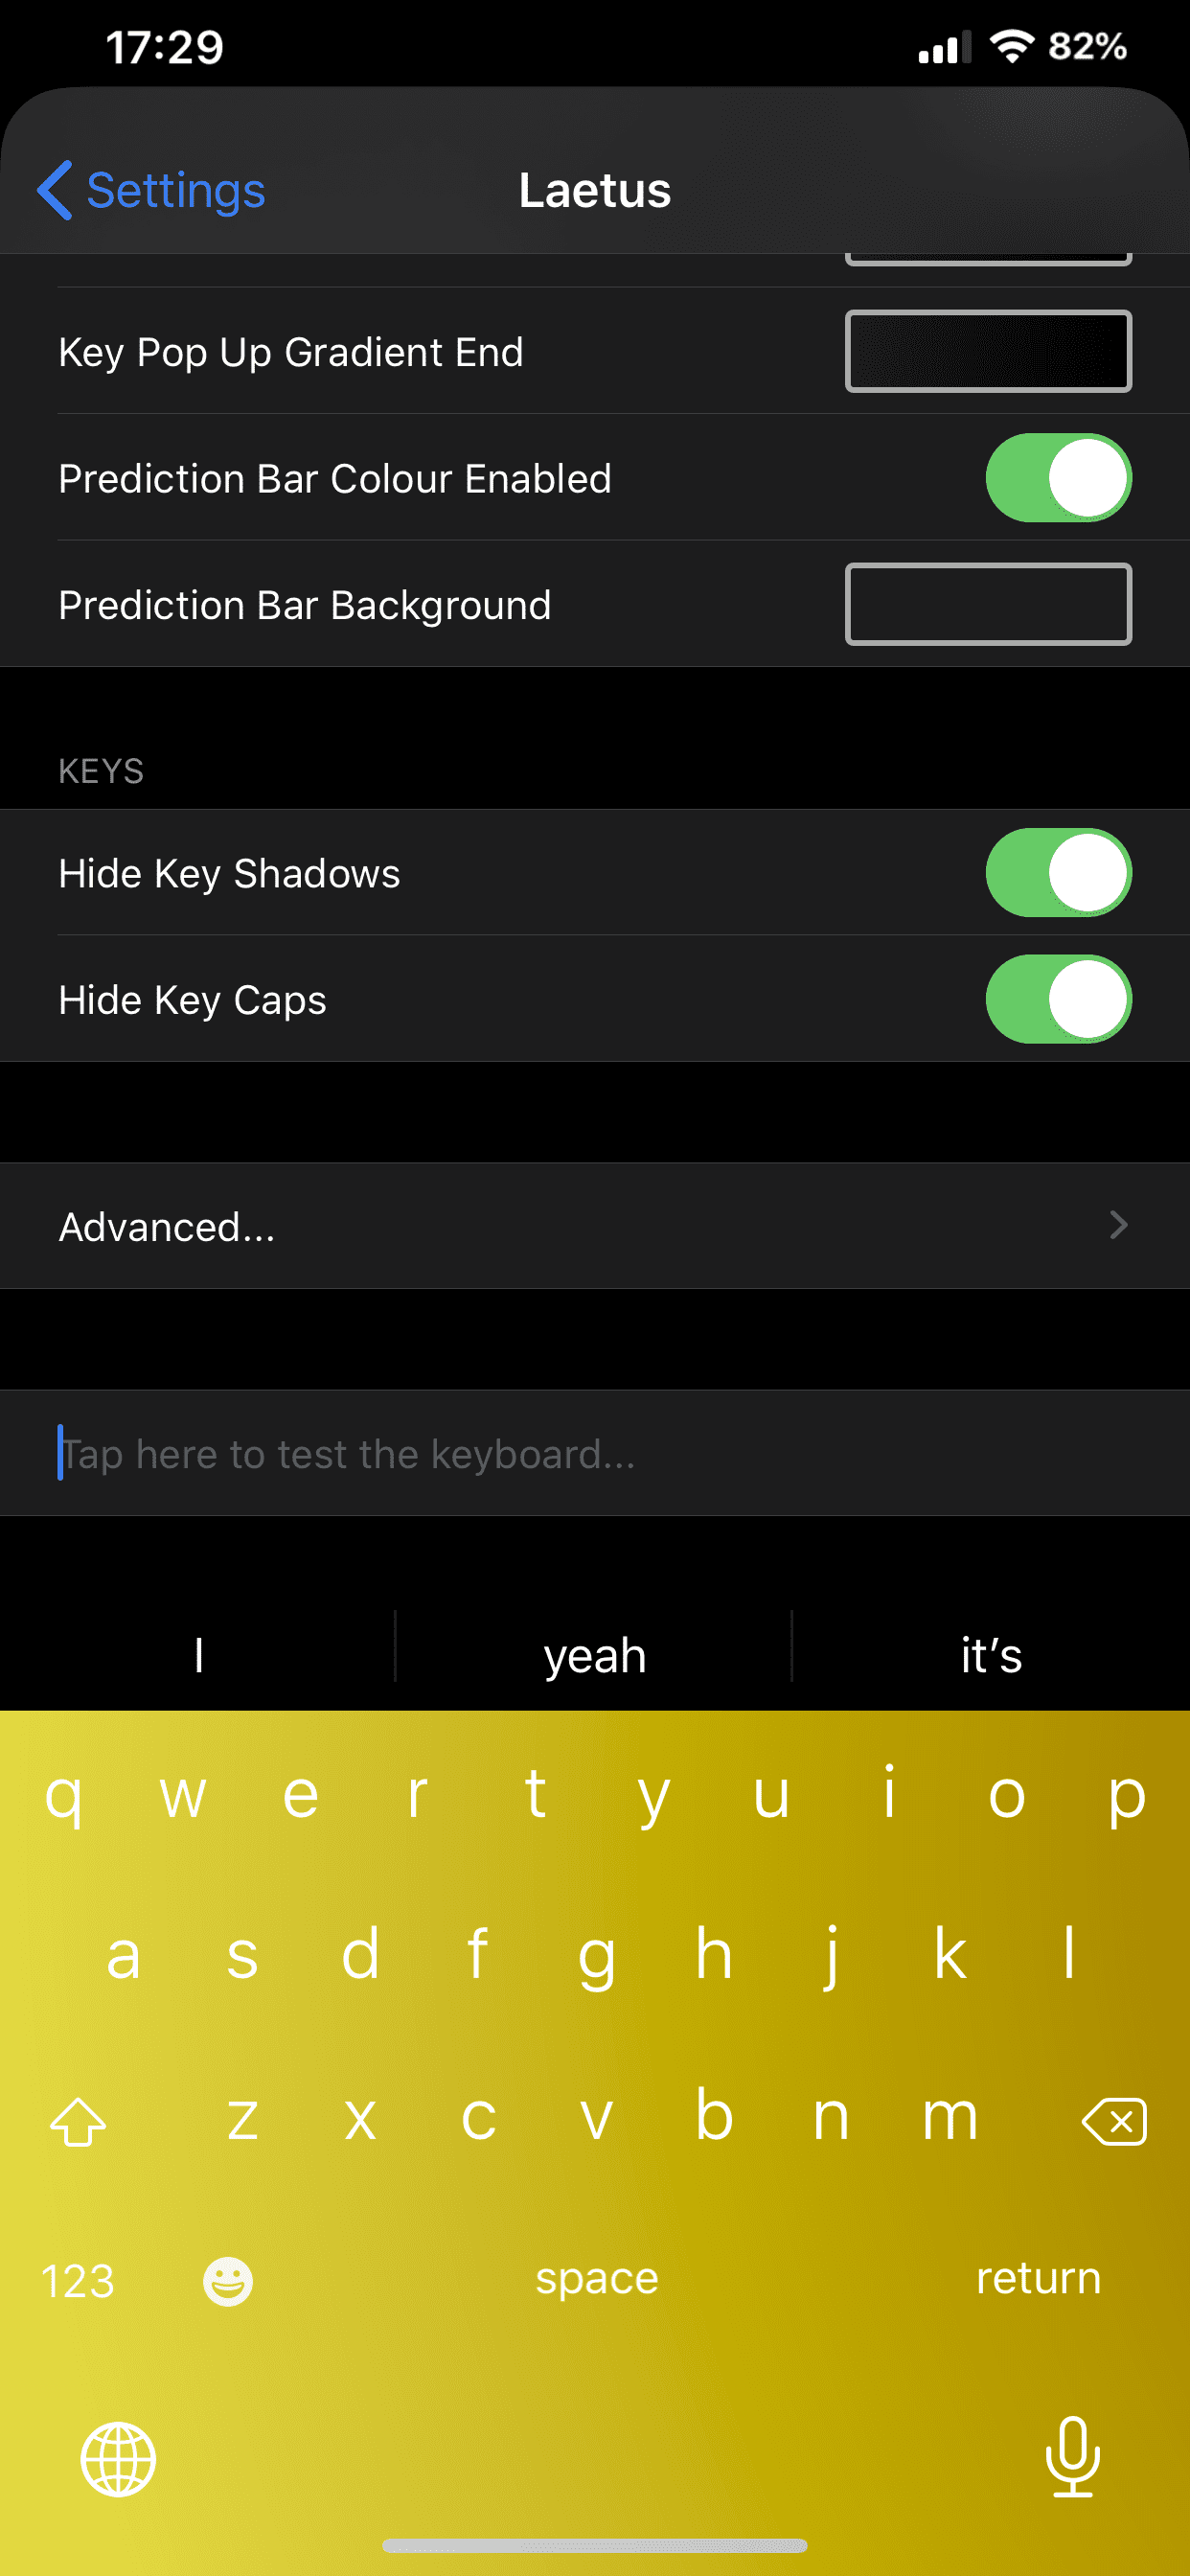 17:29 82%
Settings Laetus
Key Pop Up Gradient End
Prediction Bar Colour Enabled
Prediction Bar Background
KEYS
Hide Key Shadows
Hide Key Caps
Advanced...
Tap here to test the keyboard...
I yeah it’s
q w e r t y u i o p
a s d f g h j k l
z x c v b n m
123 space return